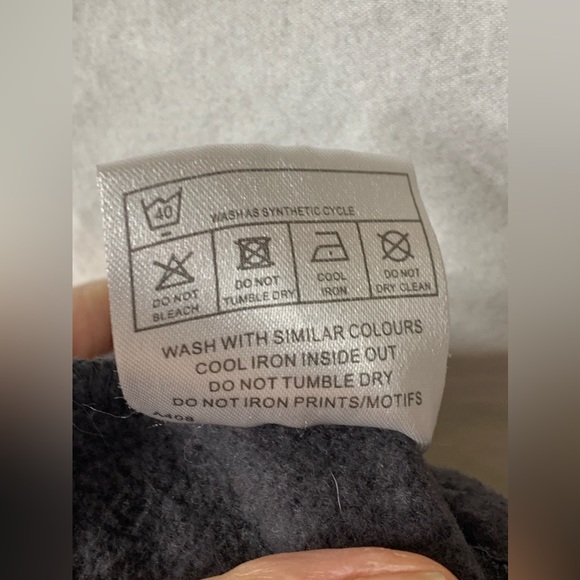 40
WASH AS SYNTHETIC CYCLE
DO NOT BLEACH
DO NOT TUMBLE DRY
COOL IRON
DO NOT DRY CLEAN
WASH WITH SIMILAR COLOURS
COOL IRON INSIDE OUT
DO NOT TUMBLE DRY
DO NOT IRON PRINTS/MOTIFS